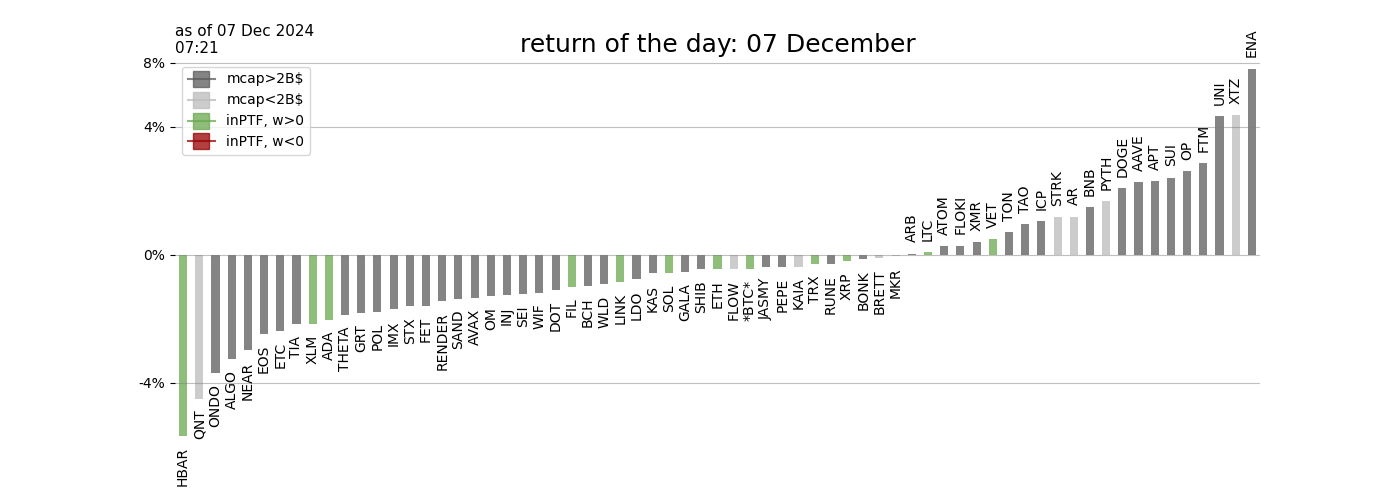 as of 07 Dec 2024
07:21
return of the day: 07 December
8%
4%
0%
-4%
mcap>2B$
mcap<2B$
inPTF, w>0
inPTF, w<0
HBAR
QNT
ONDO
ALGO
NEAR
EOS
ETC
TIA
XLM
ADA
THETA
GRT
POL
IMX
STX
FET
RENDER
SAND
AVAX
OM
INJ
SEI
WIF
DOT
FIL
BCH
WLD
LINK
LDO
KAS
SOL
GALA
SHIB
ETH
FLOW
*BTC*
JASMY
PEPE
KAIA
TRX
RUNE
XRP
BONK
BRETT
MKR
ARB
LTC
ATOM
FLOKI
XMR
VET
TON
TAO
ICP
STRK
AR
BNB
PYTH
DOGE
AAVE
APT
SUI
OP
FTM
UNI
XTZ
ENA